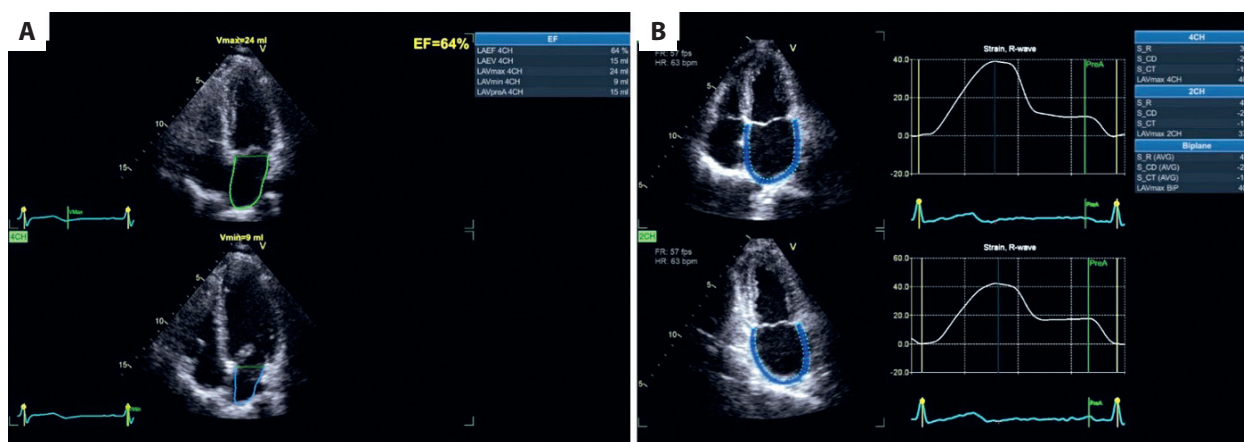 A
Vmax=24 ml
V
EF=64%
EF
LAEF 4CH 64 %
LAEV 4CH 15 ml
LAVmax 4CH 24 ml
LAVmin 4CH 9 ml
LAVpreA 4CH 15 ml
5
10
15
VMax
4CH
Vmin=9 ml
V
5
10
15
B
FR: 57 fps
HR: 63 bpm
V
5
10
Strain, R-wave
40.0
20.0
0.0
-20.0
PreA
PreA
4CH
S_R
S_CD
S_CT
LAVmax 4CH
2CH
S_R
S_CD
S_CT
LAVmax 2CH
Biplane
S_R (AVG)
S_CD (AVG)
S_CT (AVG)
LAVmax BiP
2CH
FR: 57 fps
HR: 63 bpm
V
5
10
Strain, R-wave
60.0
40.0
20.0
0.0
-20.0
PreA
PreA